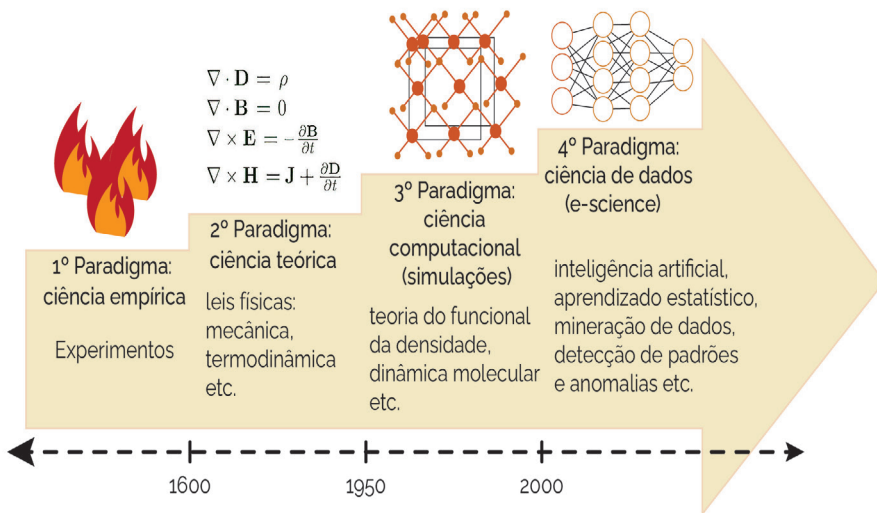 ∇ · D = ρ
∇ · B = 0
∇ × E = −∂B/∂t
∇ × H = J + ∂D/∂t
1º Paradigma:
ciência empírica
Experimentos
2º Paradigma:
ciência teórica
leis físicas:
mecânica,
termodinâmica
etc.
3º Paradigma:
ciência
computacional
(simulações)
teoria do funcional
da densidade,
dinâmica molecular
etc.
4º Paradigma:
ciência de dados
(e-science)
inteligência artificial,
aprendizado estatístico,
mineração de dados,
detecção de padrões
e anomalias etc.
1600
1950
2000